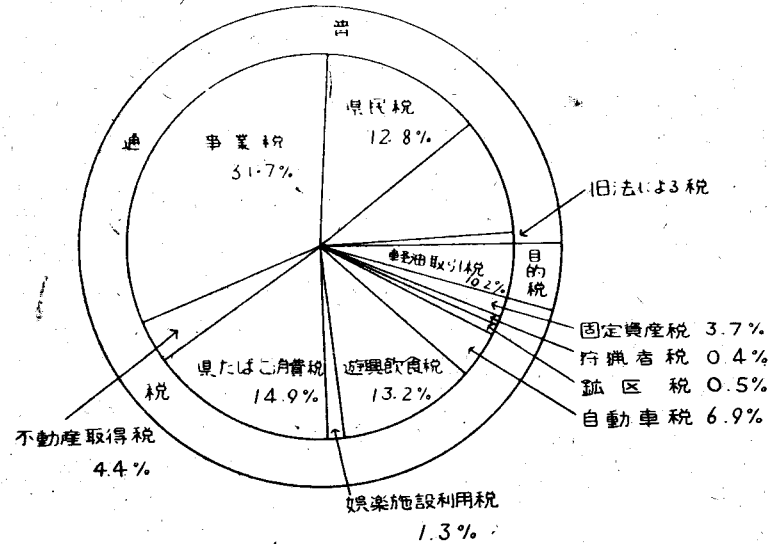 普
通
税
県民税
12.8%
事業税
31.7%
旧法による税
目的税
軽油取引税
10.2%
固定資産税 3.7%
狩猟者税 0.4%
鉱区税 0.5%
自動車税 6.9%
遊興飲食税
13.2%
県たばこ消費税
14.9%
不動産取得税
4.4%
娯楽施設利用税
1.3%